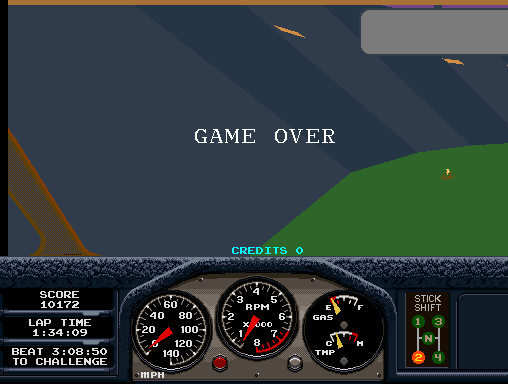 GAME OVER
CREDITS 0
SCORE
10172
LAP TIME
1:34:09
BEAT 3:08:50
TO CHALLENGE
0 20 40 60 80 100 120 140
MPH
1 2 3 4 5 6 7 8
RPM
X1000
E F
GAS
C H
TMP
STICK
SHIFT
1 3
N
2 4